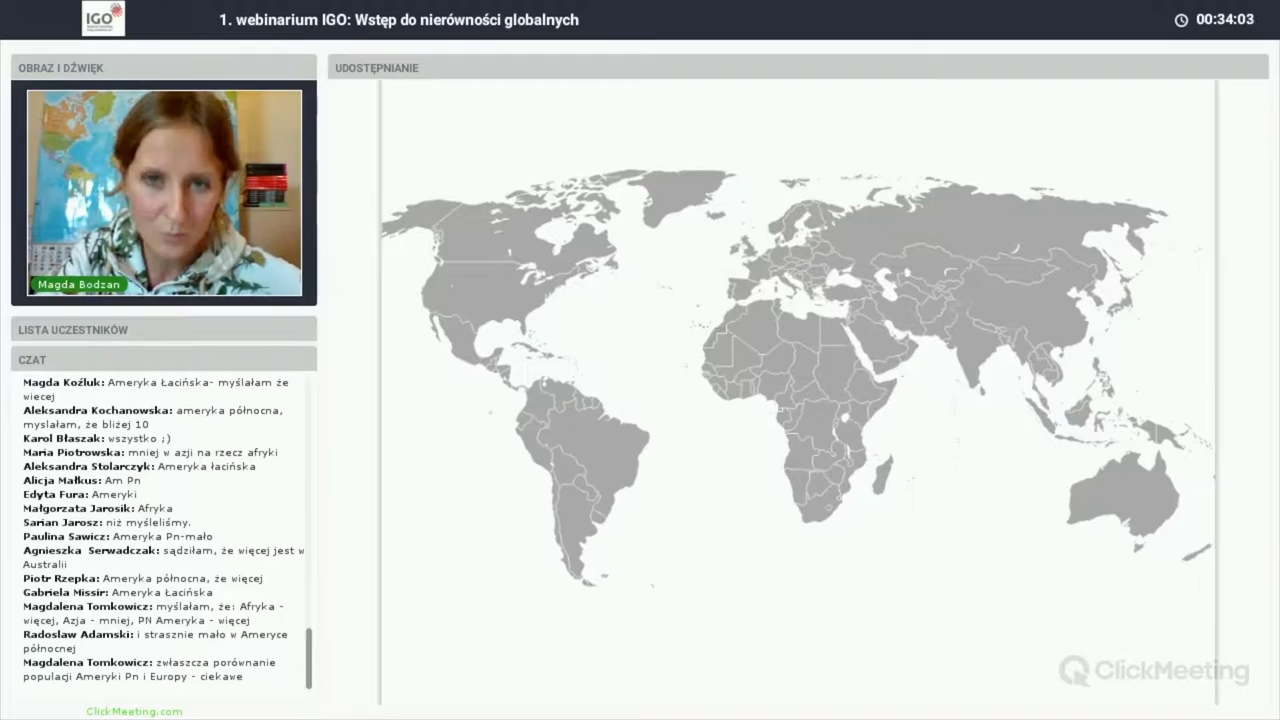 IGO
1. webinarium IGO: Wstęp do nierówności globalnych
00:34:03
OBRAZ I DŹWIĘK
Magda Bodzan
LISTA UCZESTNIKÓW
CZAT
Magda Koźluk: Ameryka Łacińska- myślałam że
wiecej
Aleksandra Kochanowska: ameryka północna,
myslałam, że bliżej 10
Karol Błaszak: wszystko ;)
Maria Piotrowska: mniej w azji na rzecz afryki
Aleksandra Stolarczyk: Ameryka łacińska
Alicja Małkus: Am Pn
Edyta Fura: Ameryki
Małgorzata Jarosik: Afryka
Sarian Jarosz: niż myśleliśmy.
Paulina Sawicz: Ameryka Pn-mało
Agnieszka Serwadczak: sądziłam, że więcej jest w
Australii
Piotr Rzepka: Ameryka północna, że więcej
Gabriela Missir: Ameryka Łacińska
Magdalena Tomkowicz: myślałam, że: Afryka -
więcej, Azja - mniej, PN Ameryka - więcej
Radoslaw Adamski: i strasznie mało w Ameryce
północnej
Magdalena Tomkowicz: zwłaszcza porównanie
populacji Ameryki Pn i Europy - ciekawe
ClickMeeting.com
UDOSTĘPNIANIE
ClickMeeting